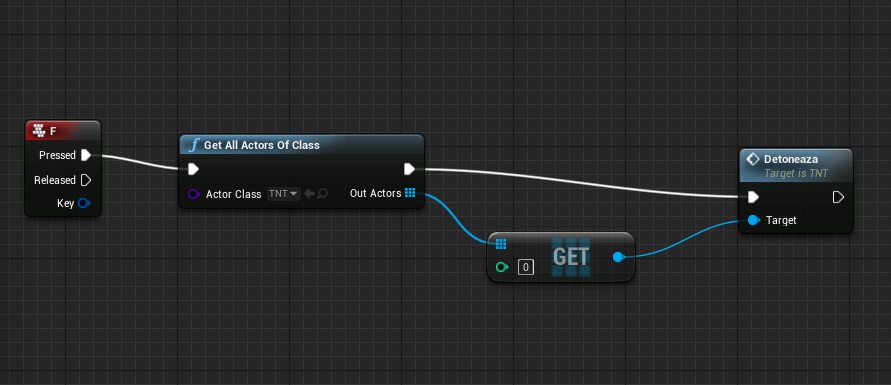 F
Pressed
Released
Key
f Get All Actors Of Class
Actor Class TNT Out Actors
0 GET
Detoneaza
Target is TNT
Target